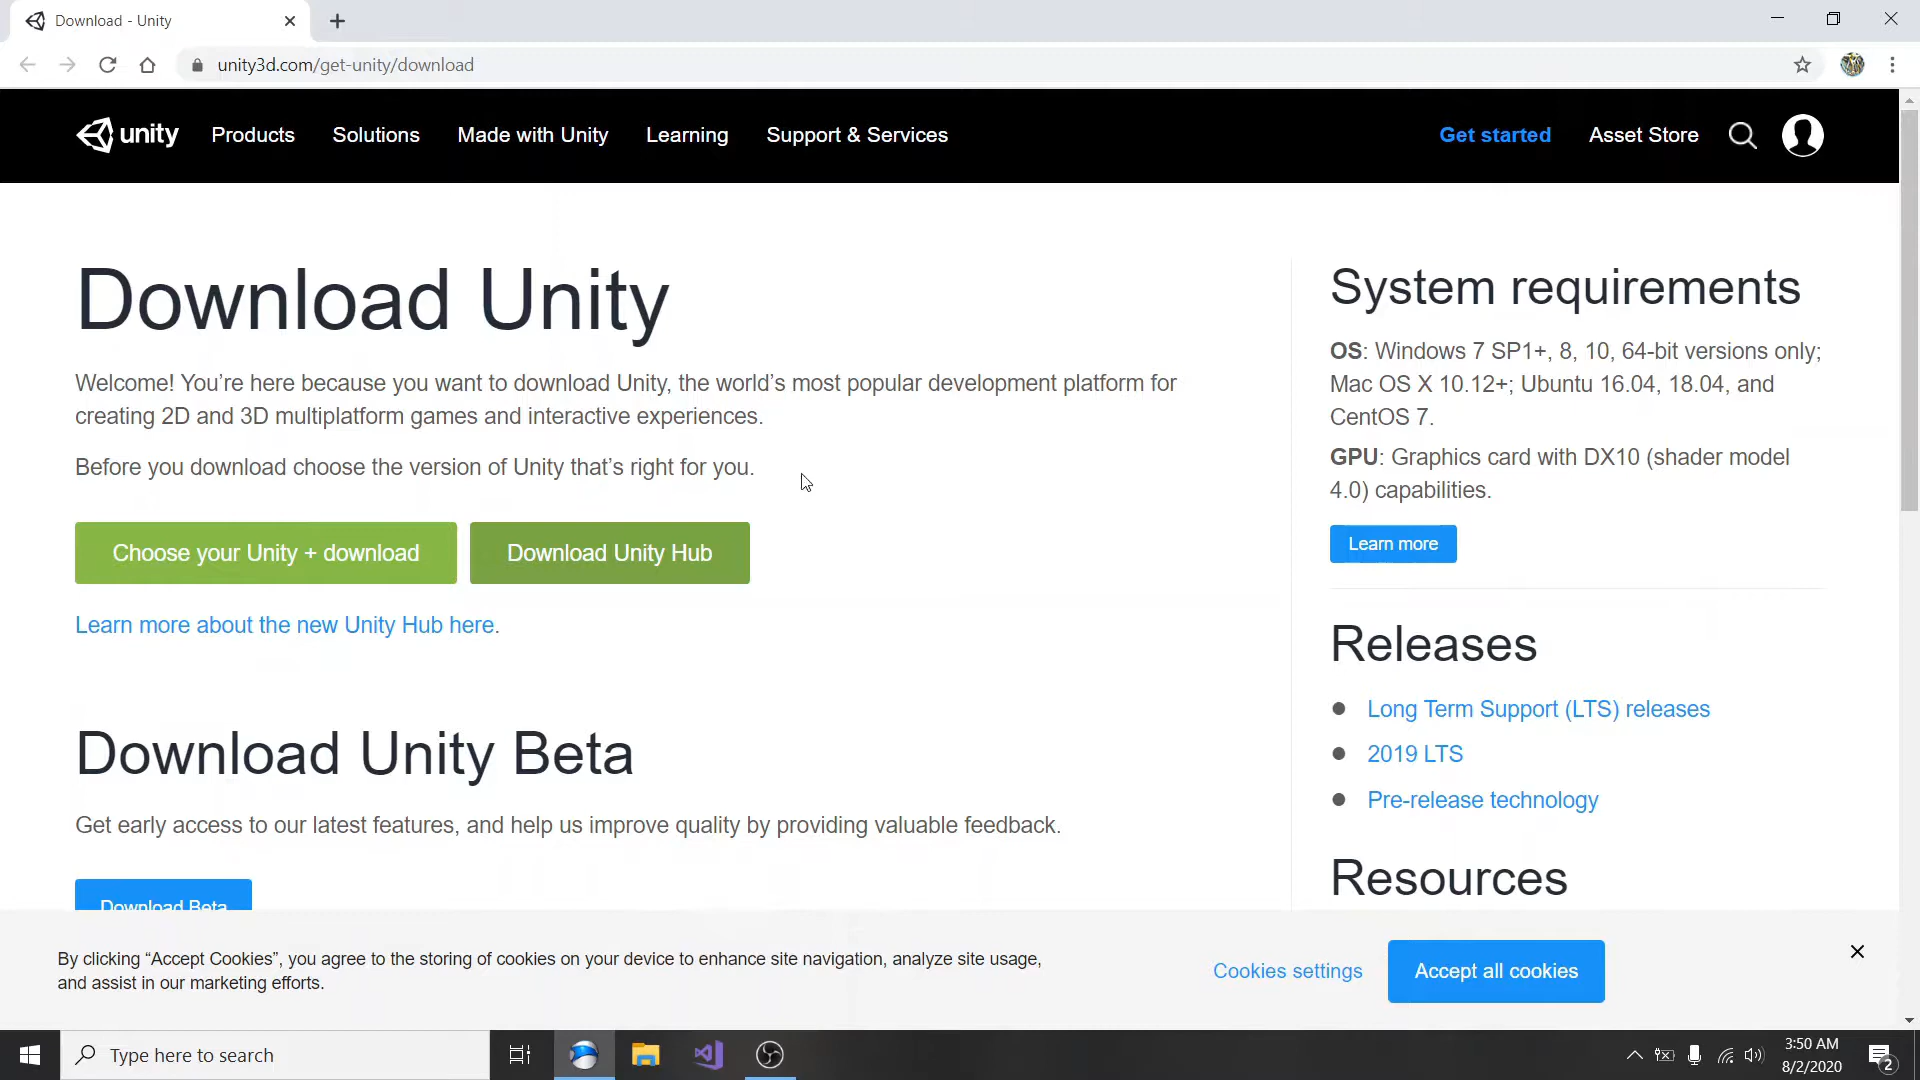 Download - Unity
unity3d.com/get-unity/download
unity Products Solutions Made with Unity Learning Support & Services Get started Asset Store
Download Unity
Welcome! You’re here because you want to download Unity, the world’s most popular development platform for
creating 2D and 3D multiplatform games and interactive experiences.
Before you download choose the version of Unity that’s right for you.
Choose your Unity + download Download Unity Hub
Learn more about the new Unity Hub here.
Download Unity Beta
Get early access to our latest features, and help us improve quality by providing valuable feedback.
Download Beta
System requirements
OS: Windows 7 SP1+, 8, 10, 64-bit versions only;
Mac OS X 10.12+; Ubuntu 16.04, 18.04, and
CentOS 7.
GPU: Graphics card with DX10 (shader model
4.0) capabilities.
Learn more
Releases
Long Term Support (LTS) releases
2019 LTS
Pre-release technology
Resources
By clicking “Accept Cookies”, you agree to the storing of cookies on your device to enhance site navigation, analyze site usage,
and assist in our marketing efforts.
Cookies settings Accept all cookies
Type here to search
3:50 AM
8/2/2020
2